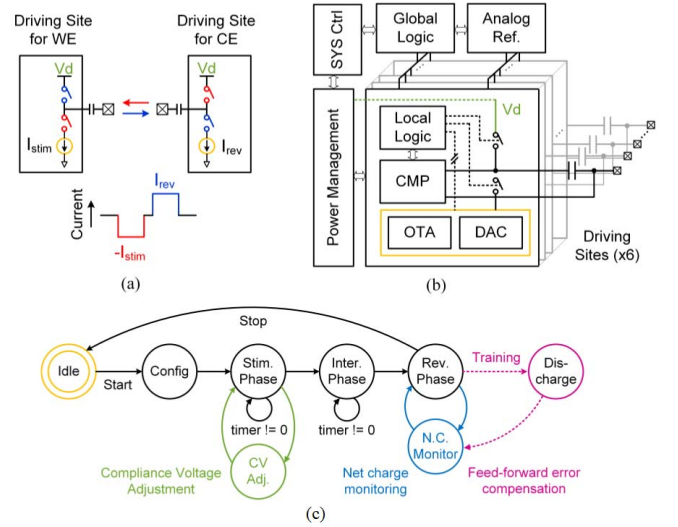 Driving Site
for WE
Driving Site
for CE
Vd
Vd
Istim
Irev
Irev
Current
-Istim
(a)
SYS Ctrl
Global
Logic
Analog
Ref.
Power Management
Vd
Local
Logic
CMP
OTA
DAC
Driving
Sites (x6)
(b)
Stop
Idle
Start
Config
Stim.
Phase
timer != 0
Inter.
Phase
timer != 0
Rev.
Phase
Training
Dis-
charge
CV
Adj.
N.C.
Monitor
Compliance Voltage
Adjustment
Net charge
monitoring
Feed-forward error
compensation
(c)